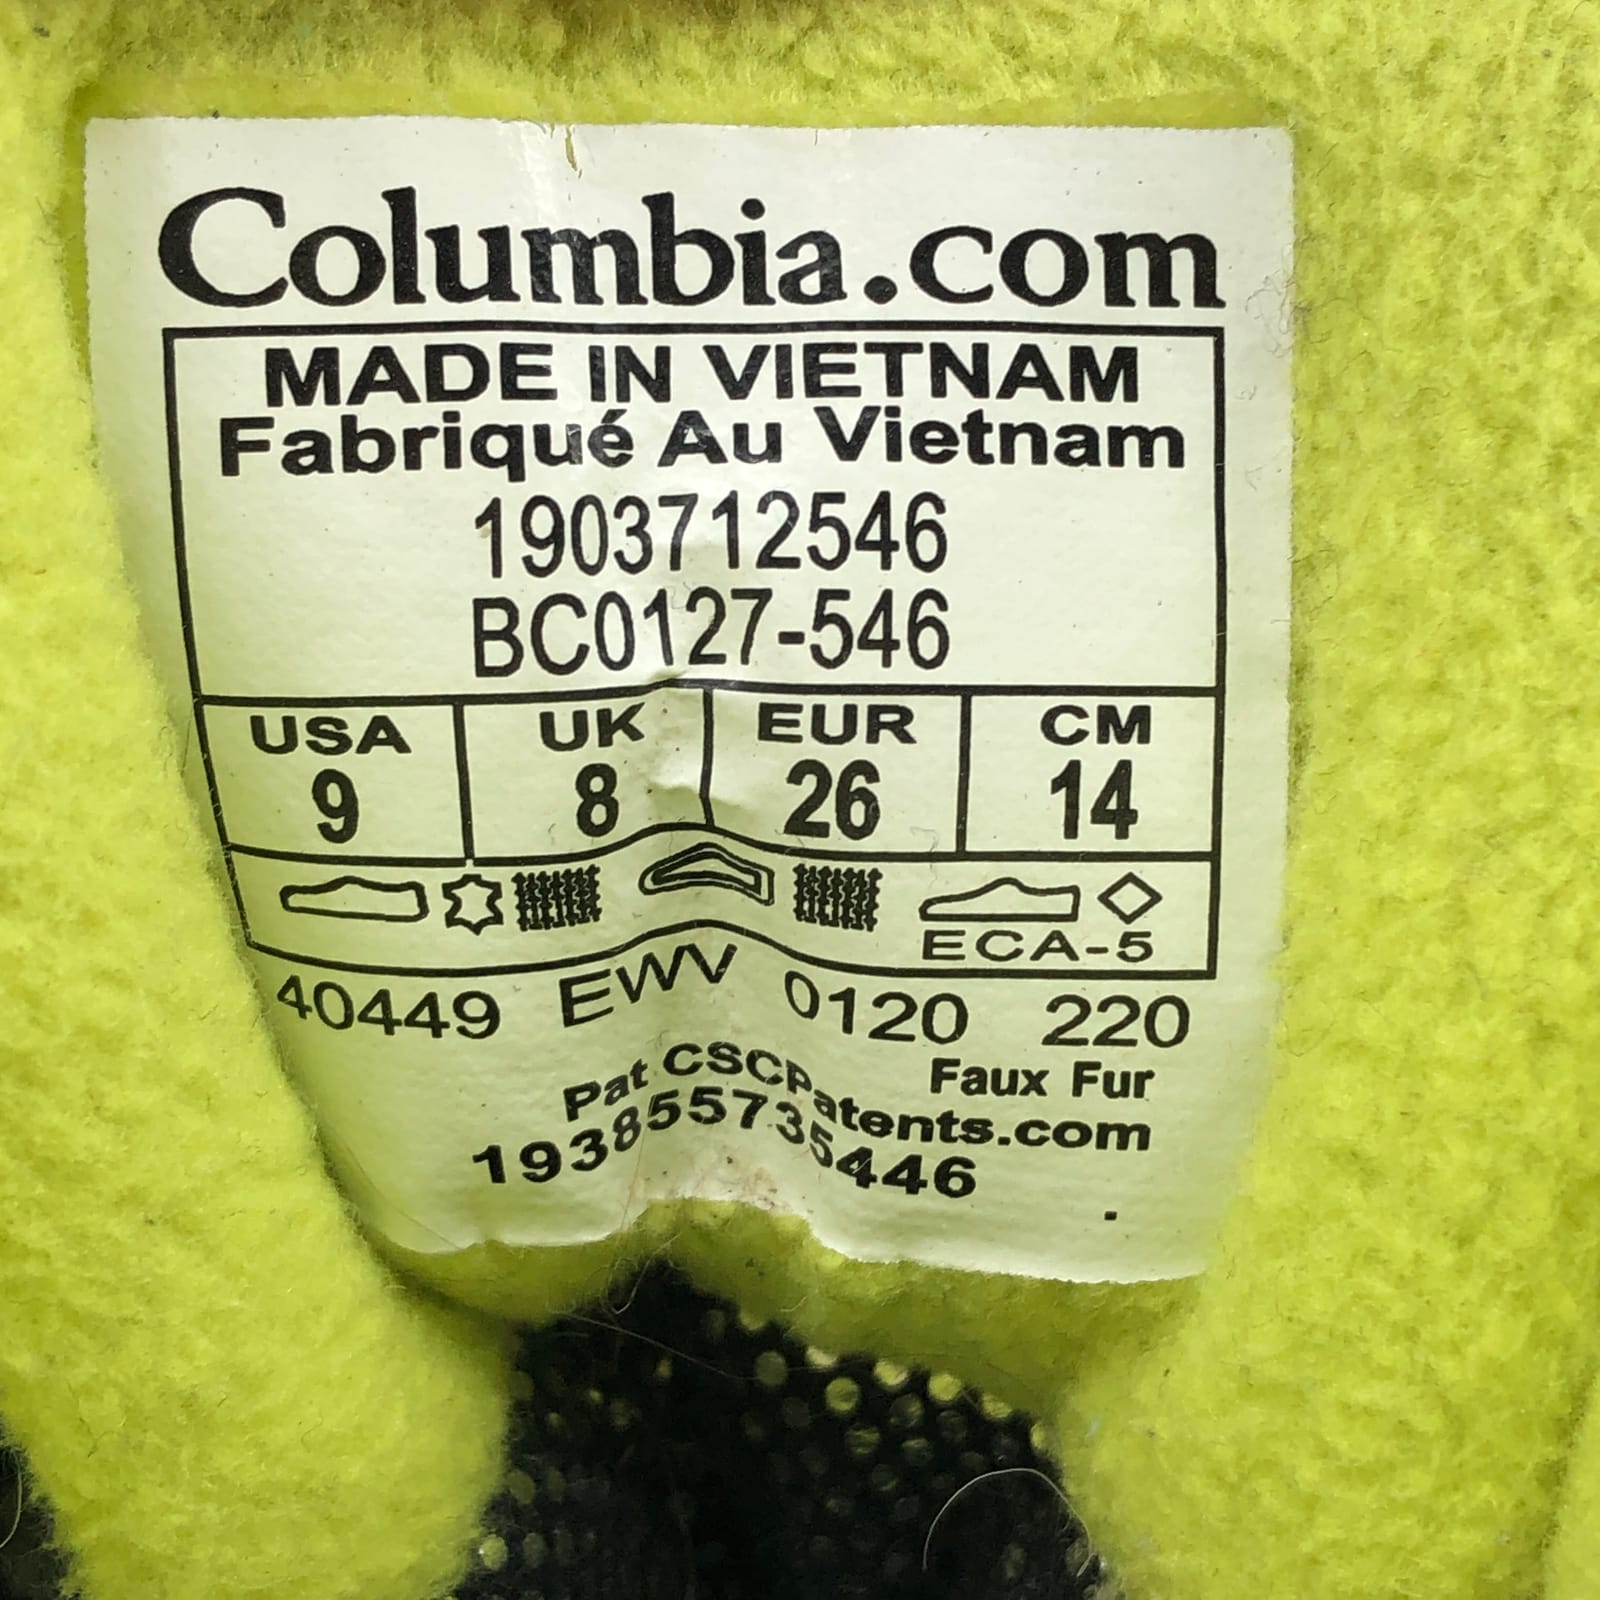 Columbia.com
MADE IN VIETNAM
Fabriqué Au Vietnam
1903712546
BC0127-546
USA UK EUR CM
9 8 26 14
ECA-5
40449 EWV 0120 220
Faux Fur
Pat CSCPatents.com
193855735446